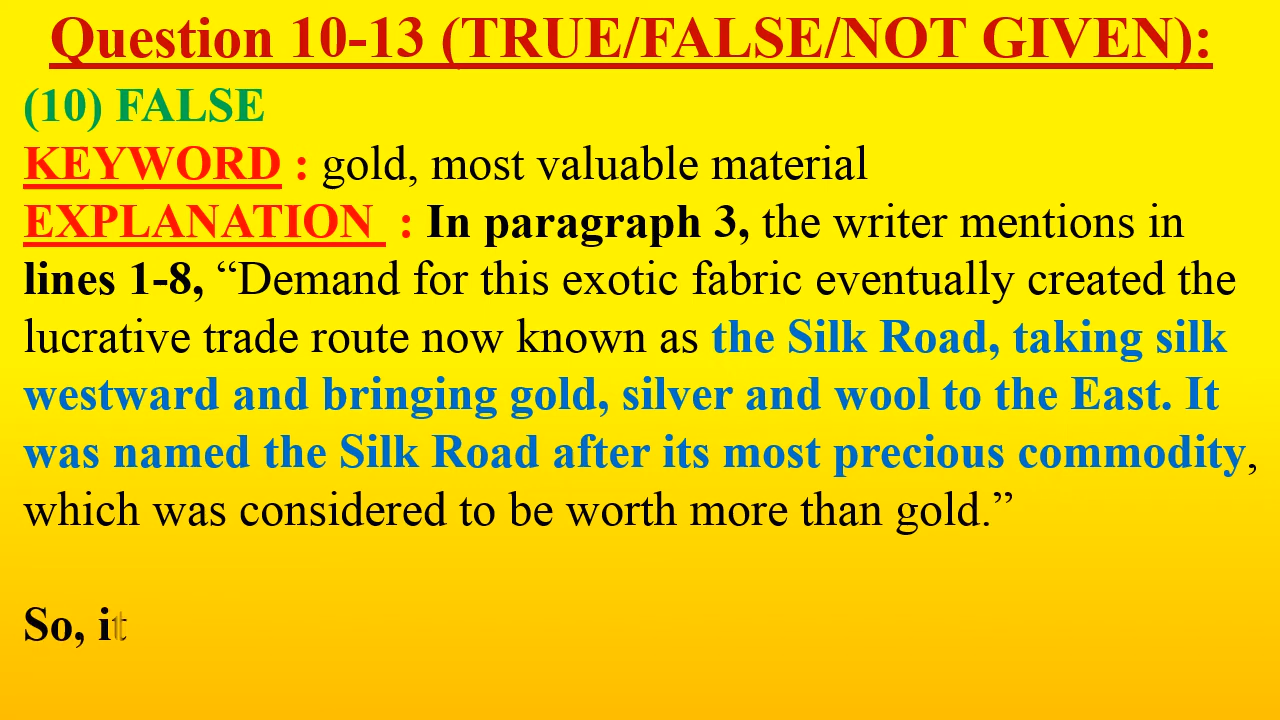 Question 10-13 (TRUE/FALSE/NOT GIVEN):
(10) FALSE
KEYWORD : gold, most valuable material
EXPLANATION : In paragraph 3, the writer mentions in
lines 1-8, “Demand for this exotic fabric eventually created the
lucrative trade route now known as the Silk Road, taking silk
westward and bringing gold, silver and wool to the East. It
was named the Silk Road after its most precious commodity,
which was considered to be worth more than gold.”
So, it